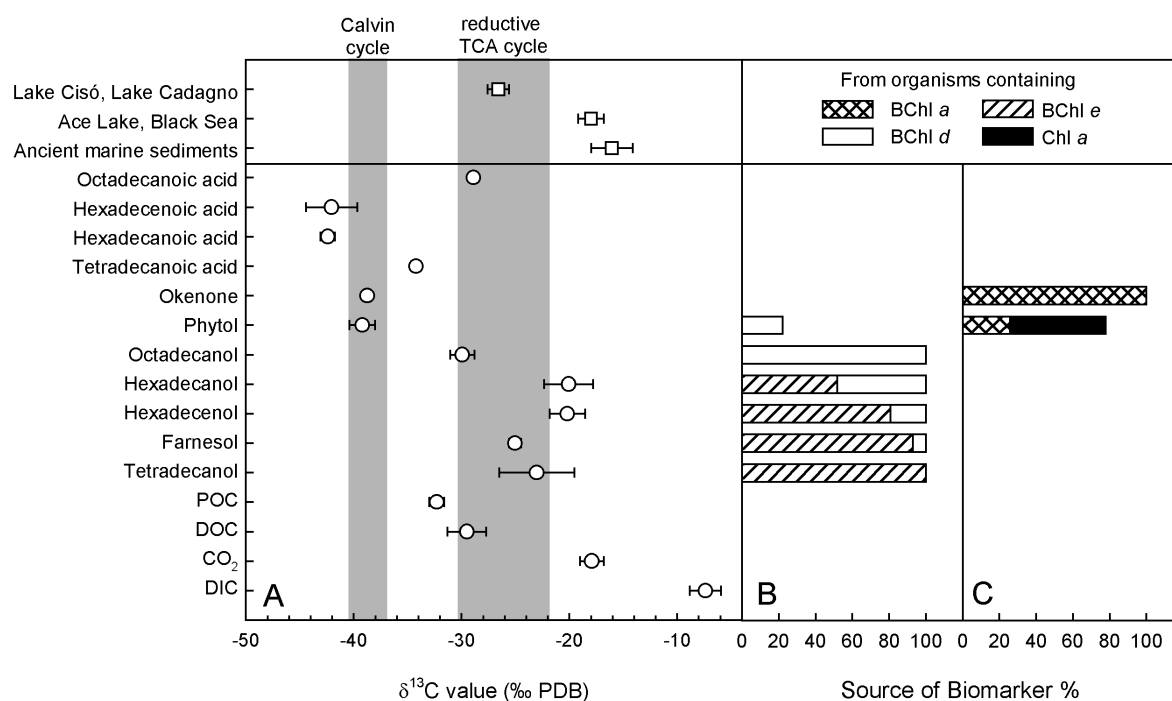 Calvin
cycle
reductive
TCA cycle
From organisms containing
BChl a
BChl e
BChl d
Chl a
Lake Cisó, Lake Cadagno
Ace Lake, Black Sea
Ancient marine sediments
Octadecanoic acid
Hexadecenoic acid
Hexadecanoic acid
Tetradecanoic acid
Okenone
Phytol
Octadecanol
Hexadecanol
Hexadecenol
Farnesol
Tetradecanol
POC
DOC
CO₂
DIC
A
B
C
-50 -40 -30 -20 -10
0 20 40 60 80 100
0 20 40 60 80 100
δ¹³C value (‰ PDB)
Source of Biomarker %